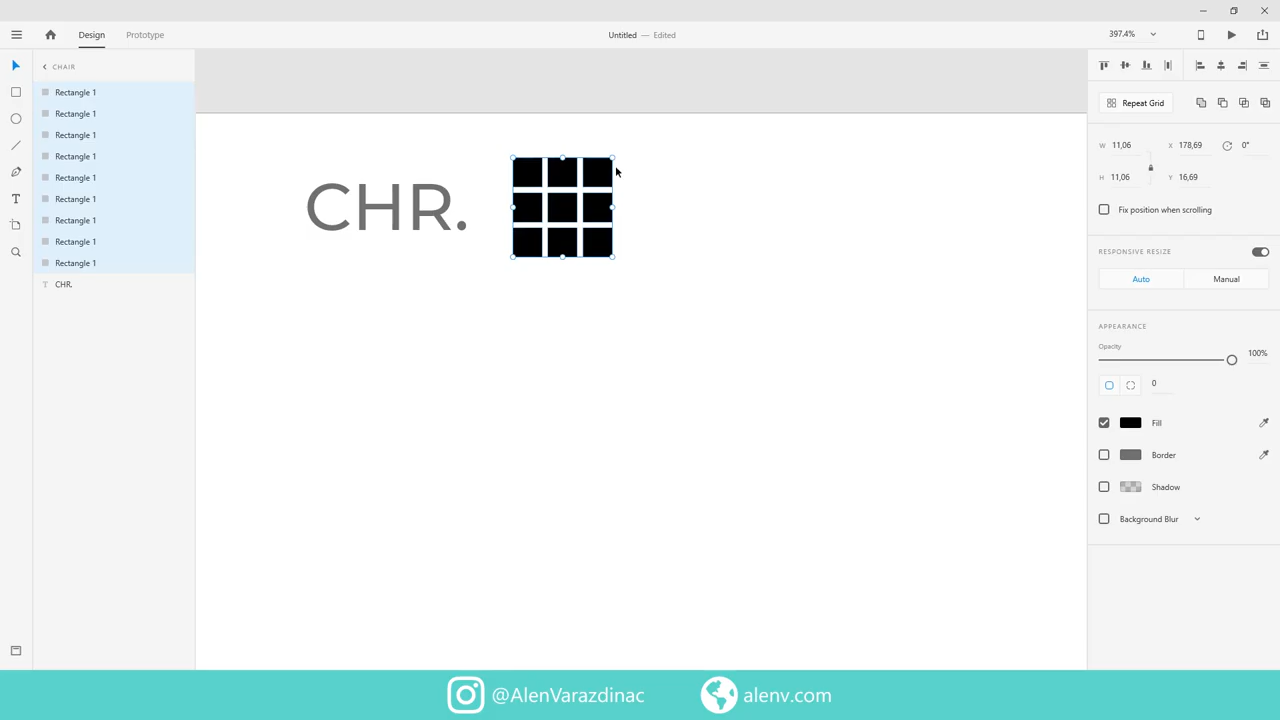 Design
Prototype
Untitled — Edited
397.4%
CHAIR
Rectangle 1
Rectangle 1
Rectangle 1
Rectangle 1
Rectangle 1
Rectangle 1
Rectangle 1
Rectangle 1
Rectangle 1
CHR.
CHR.
Repeat Grid
W 11,06 X 178,69 0°
H 11,06 Y 16,69
Fix position when scrolling
RESPONSIVE RESIZE
Auto Manual
APPEARANCE
Opacity
100%
0
Fill
Border
Shadow
Background Blur
@AlenVarazdinac alenv.com